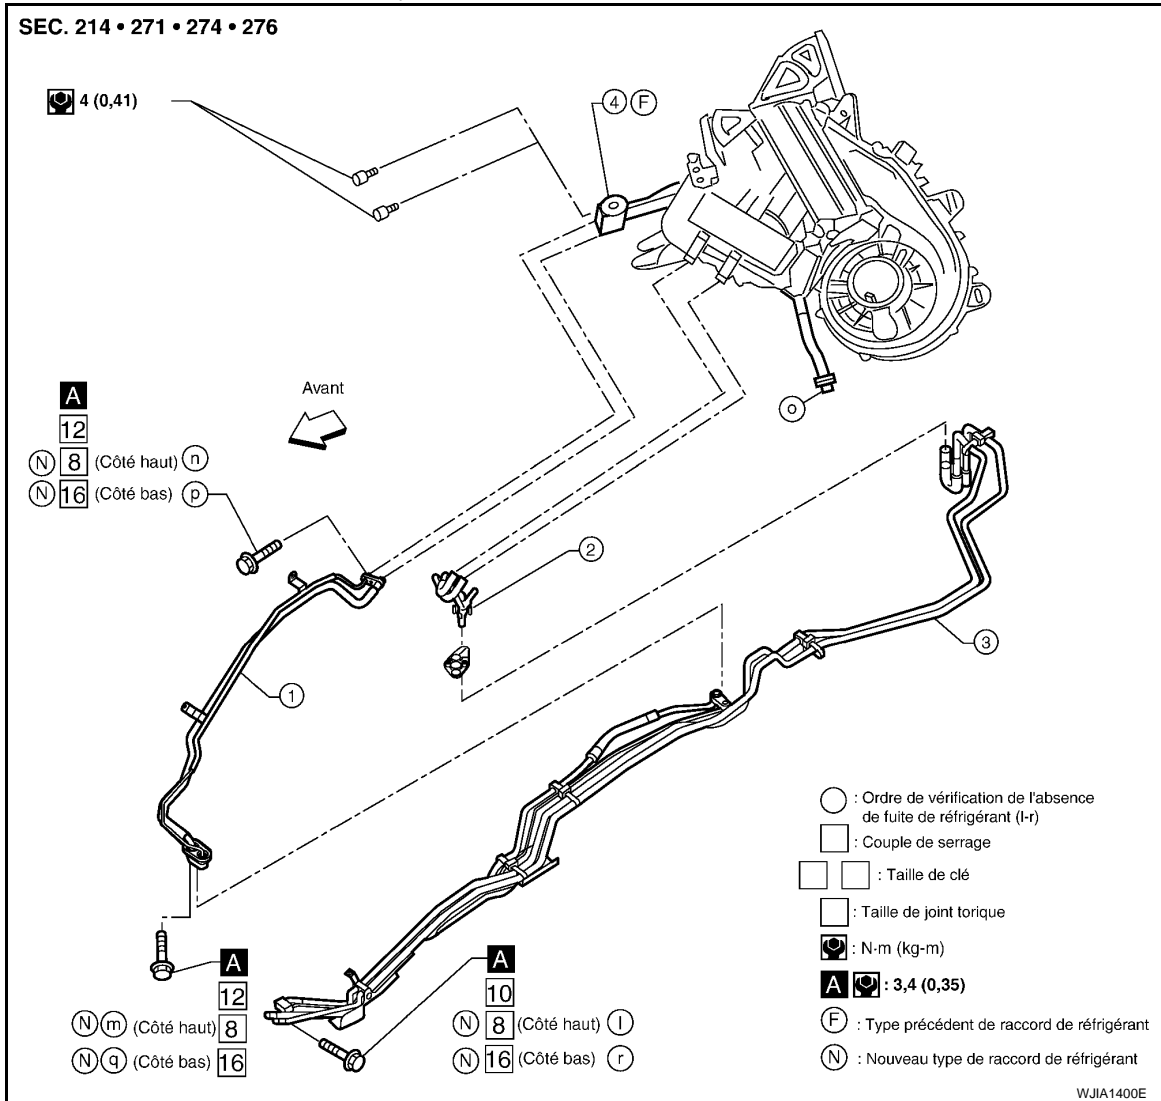 SEC. 214 • 271 • 274 • 276
4 (0,41)
4 F
A
12
N 8 (Côté haut) n
N 16 (Côté bas) p
Avant
o
2
3
1
A
12
N m (Côté haut) 8
N q (Côté bas) 16
A
10
N 8 (Côté haut) l
N 16 (Côté bas) r
: Ordre de vérification de l'absence
de fuite de réfrigérant (l-r)
: Couple de serrage
: Taille de clé
: Taille de joint torique
: N·m (kg-m)
A : 3,4 (0,35)
F : Type précédent de raccord de réfrigérant
N : Nouveau type de raccord de réfrigérant
WJIA1400E